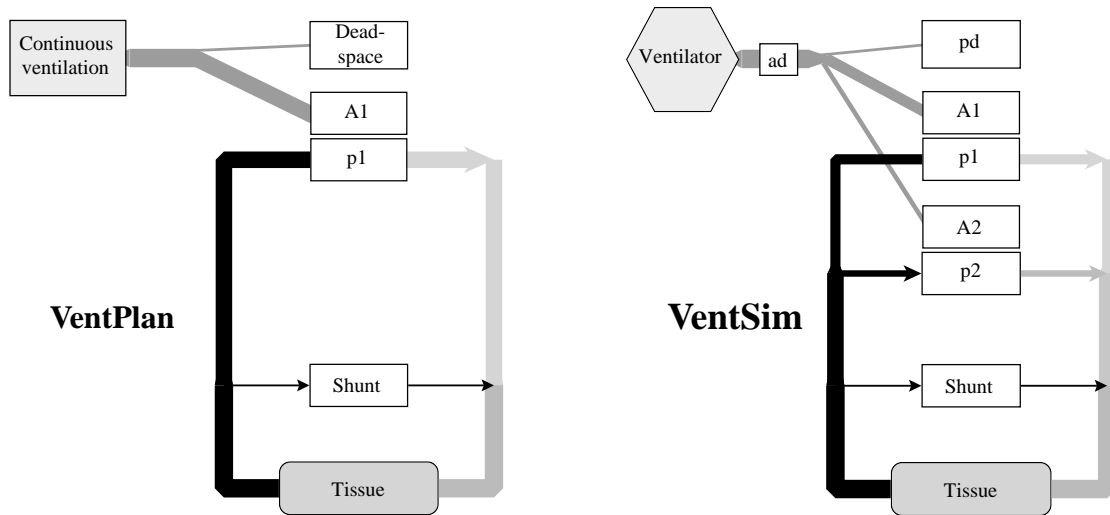 Continuous
ventilation
Dead-
space
A1
p1
VentPlan
Shunt
Tissue
Ventilator
ad
pd
A1
p1
A2
p2
VentSim
Shunt
Tissue